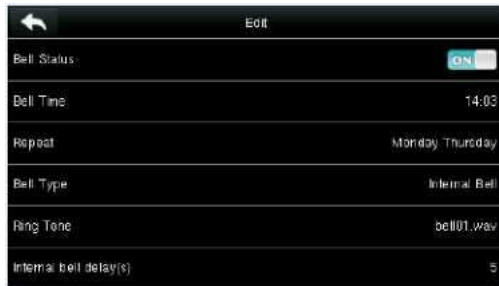 Edit
Bell Status ON
Bell Time 14:03
Repeat Monday Thursday
Bell Type Internal Bell
Ring Tone bell01.wav
Internal bell delay(s) 5